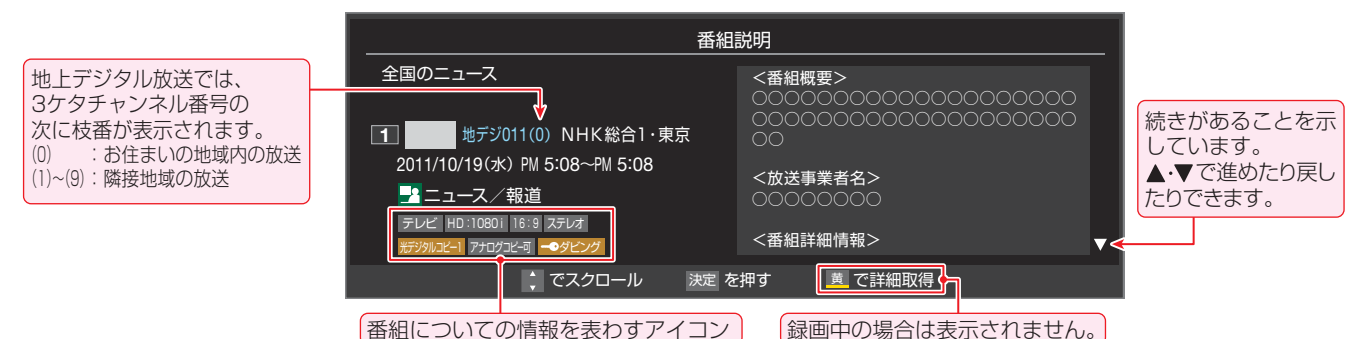 番組説明
地上デジタル放送では、
3ケタチャンネル番号の
次に枝番が表示されます。
(0)　：お住まいの地域内の放送
(1)~(9)：隣接地域の放送
全国のニュース
1 地デジ011(0) NHK総合1・東京
2011/10/19(水) PM 5:08~PM 5:08
ニュース／報道
テレビ HD:1080i 16:9 ステレオ
光デジタルコピー1 アナログコピー可 ダビング
<番組概要>
○○○○○○○○○○○○○○○○○○○○
○○○○○○○○○○○○○○○○○○○○
○○
<放送事業者名>
○○○○○○○○
<番組詳細情報>
▼
続きがあることを示
しています。
▲・▼で進めたり戻し
たりできます。
でスクロール 決定 を押す 黄 で詳細取得
番組についての情報を表わすアイコン
録画中の場合は表示されません。